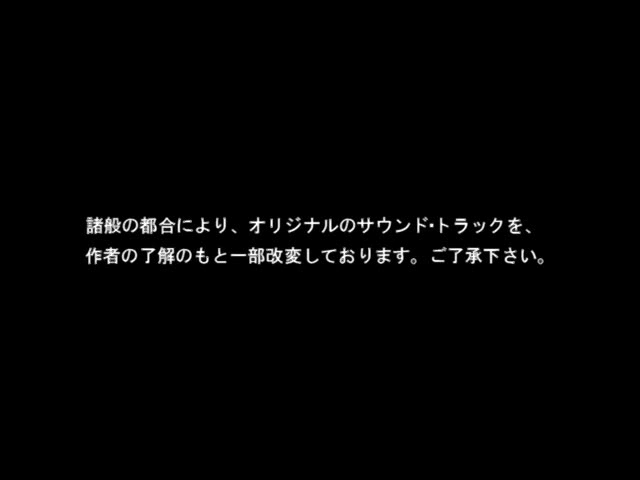 諸般の都合により、オリジナルのサウンド・トラックを、
作者の了解のもと一部改変しております。ご了承下さい。